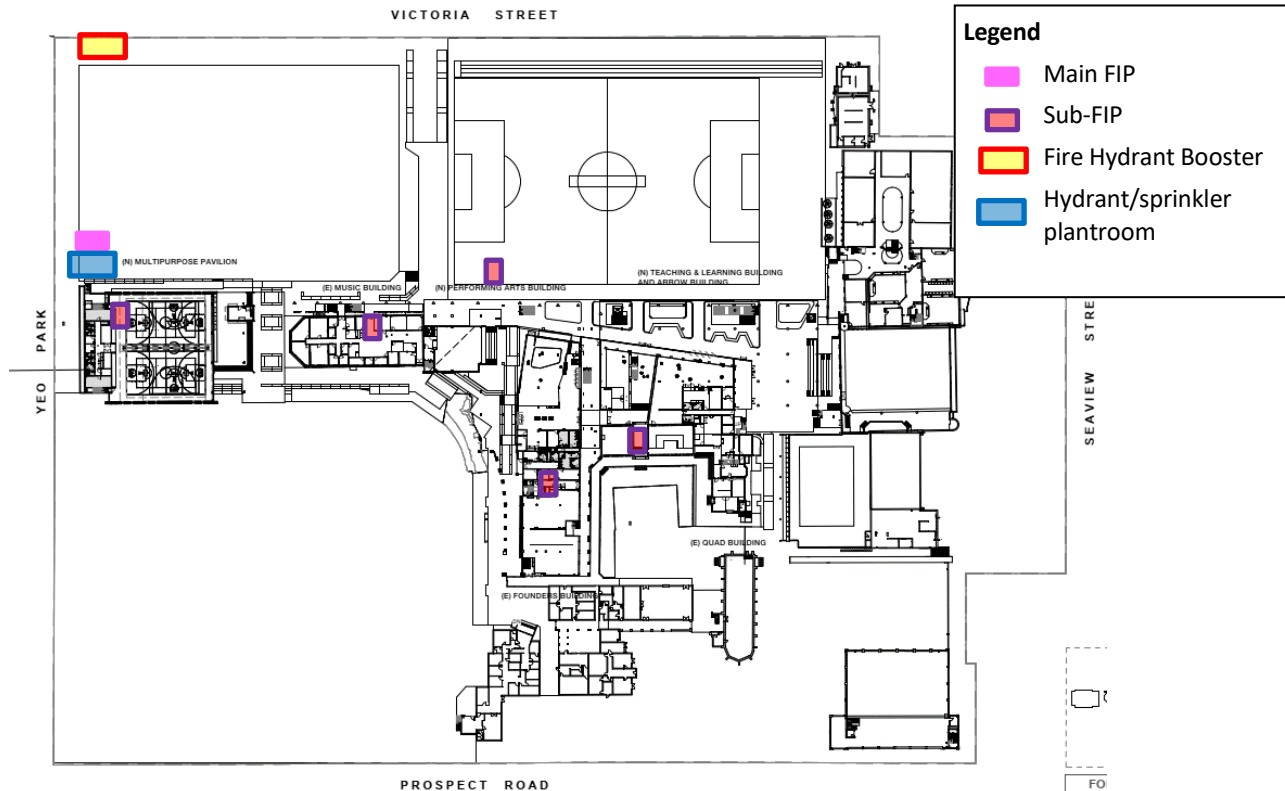 VICTORIA STREET
Legend
Main FIP
Sub-FIP
Fire Hydrant Booster
Hydrant/sprinkler
plantroom
(N) MULTIPURPOSE PAVILION
(E) MUSIC BUILDING
(N) PERFORMING ARTS BUILDING
(N) TEACHING & LEARNING BUILDING
AND ARROW BUILDING
YEO PARK
SEAVIEW STRE
(E) QUAD BUILDING
(E) FOUNDERS BUILDING
PROSPECT ROAD
FO